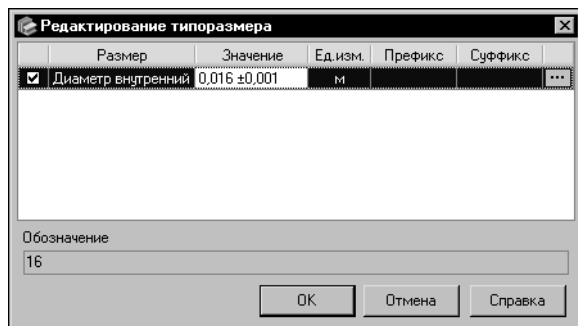 Редактирование типоразмера
Размер Значение Ед.изм. Префикс Суффикс
Диаметр внутренний 0,016 ±0,001 м ...
Обозначение
16
OK Отмена Справка